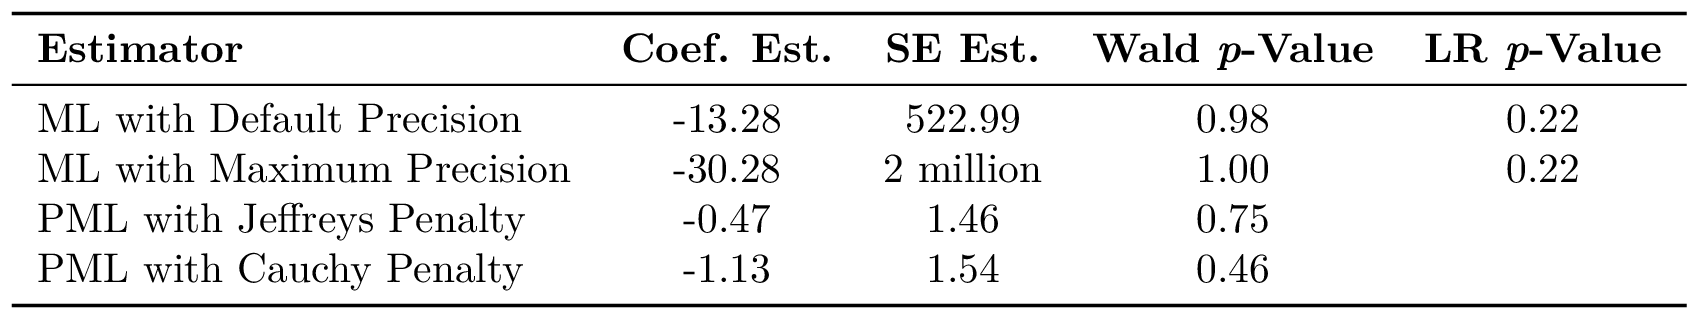 Estimator Coef. Est. SE Est. Wald p-Value LR p-Value
ML with Default Precision -13.28 522.99 0.98 0.22
ML with Maximum Precision -30.28 2 million 1.00 0.22
PML with Jeffreys Penalty -0.47 1.46 0.75
PML with Cauchy Penalty -1.13 1.54 0.46